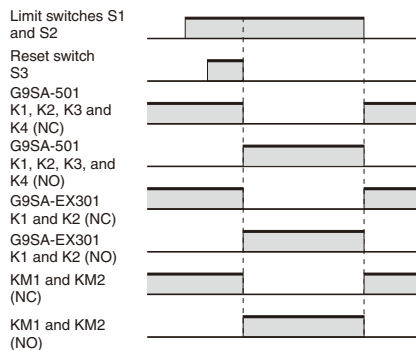 Limit switches S1
and S2
Reset switch
S3
G9SA-501
K1, K2, K3 and
K4 (NC)
G9SA-501
K1, K2, K3, and
K4 (NO)
G9SA-EX301
K1 and K2 (NC)
G9SA-EX301
K1 and K2 (NO)
KM1 and KM2
(NC)
KM1 and KM2
(NO)